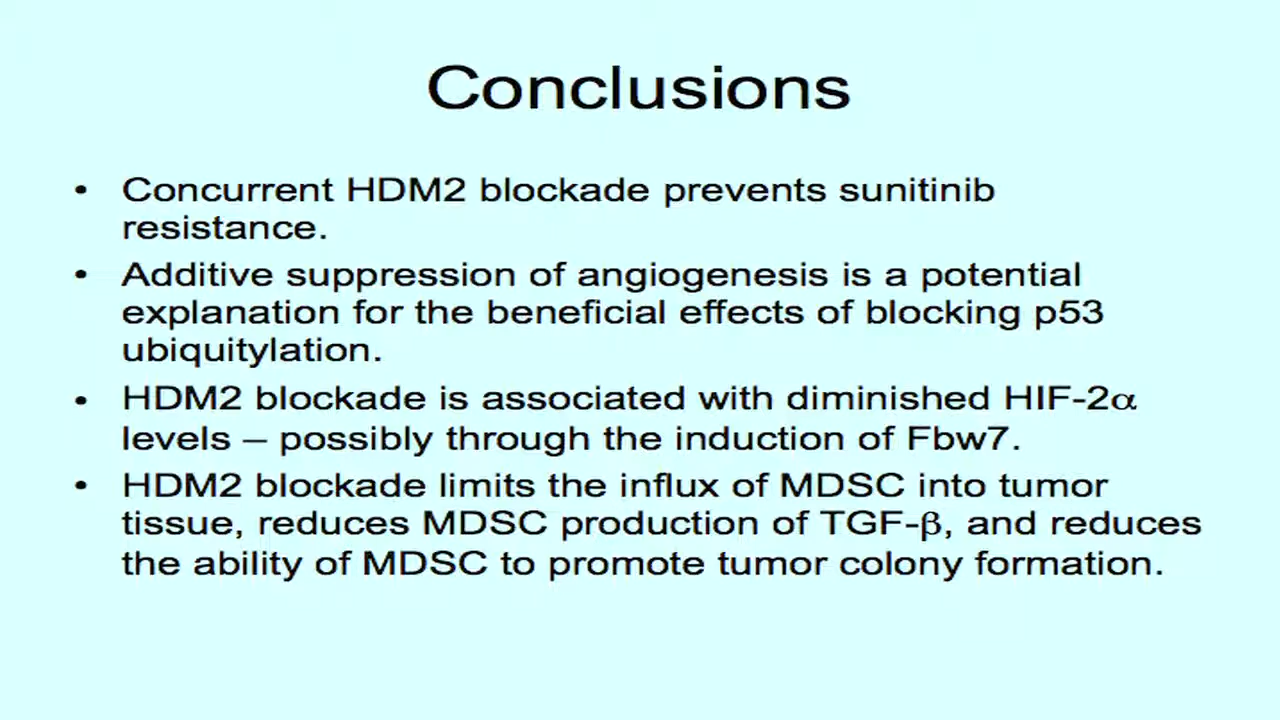 Conclusions
• Concurrent HDM2 blockade prevents sunitinib
resistance.
• Additive suppression of angiogenesis is a potential
explanation for the beneficial effects of blocking p53
ubiquitylation.
• HDM2 blockade is associated with diminished HIF-2α
levels – possibly through the induction of Fbw7.
• HDM2 blockade limits the influx of MDSC into tumor
tissue, reduces MDSC production of TGF-β, and reduces
the ability of MDSC to promote tumor colony formation.